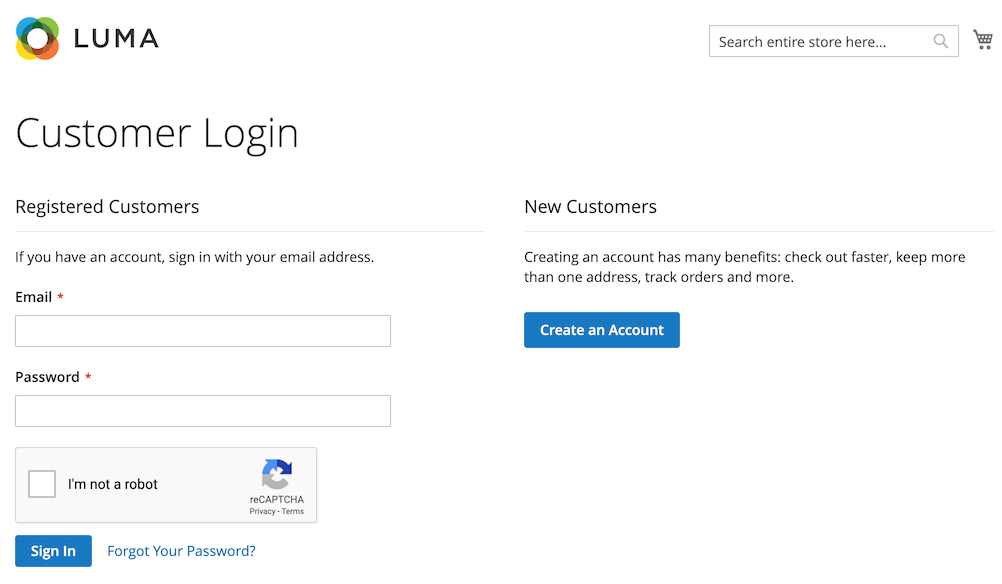 LUMA
Search entire store here...
Customer Login
Registered Customers
If you have an account, sign in with your email address.
Email *
Password *
I'm not a robot
reCAPTCHA
Privacy - Terms
Sign In
Forgot Your Password?
New Customers
Creating an account has many benefits: check out faster, keep more
than one address, track orders and more.
Create an Account